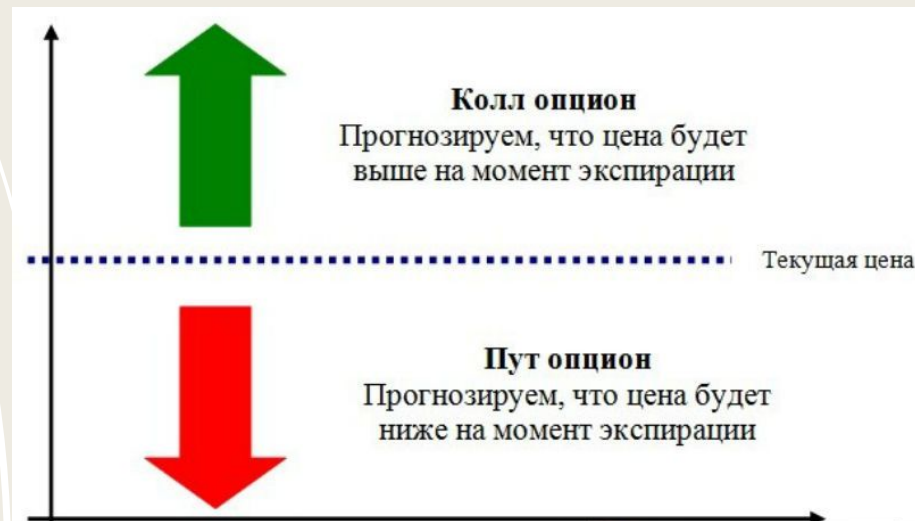 Колл опцион
Прогнозируем, что цена будет
выше на момент экспирации
Текущая цена
Пут опцион
Прогнозируем, что цена будет
ниже на момент экспирации